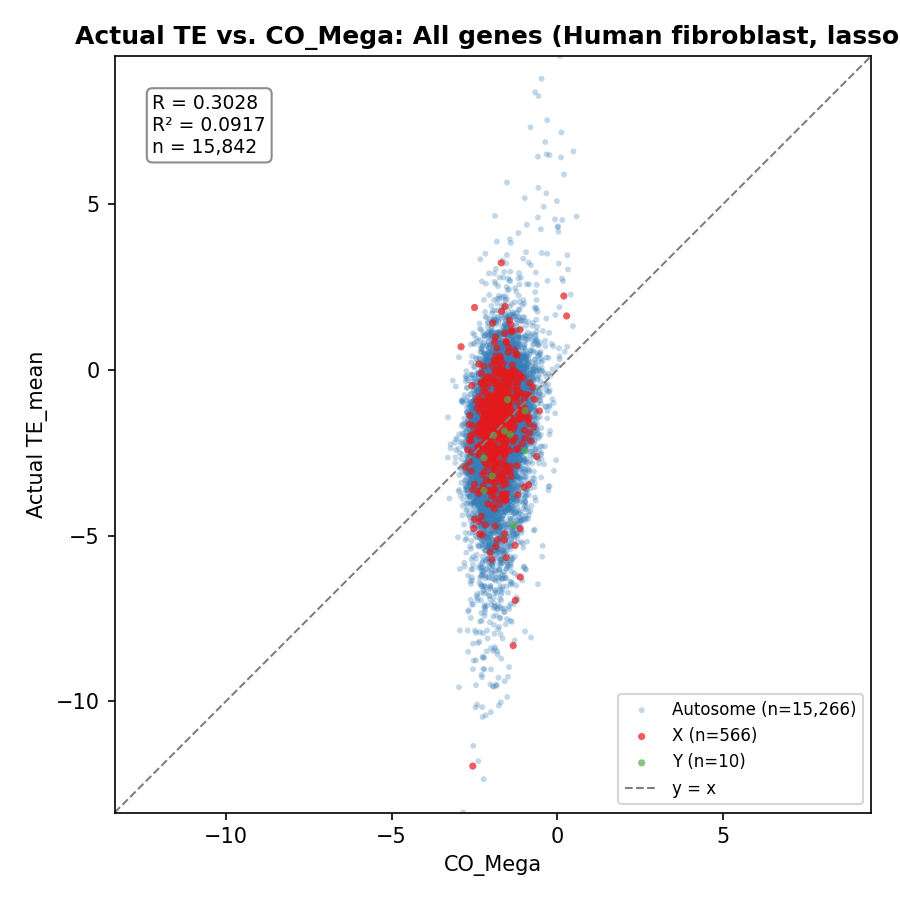 Actual TE vs. CO_Mega: All genes (Human fibroblast, lasso
R = 0.3028
R² = 0.0917
n = 15,842
5
0
−5
−10
Actual TE_mean
Autosome (n=15,266)
X (n=566)
Y (n=10)
y = x
−10
−5
0
5
CO_Mega